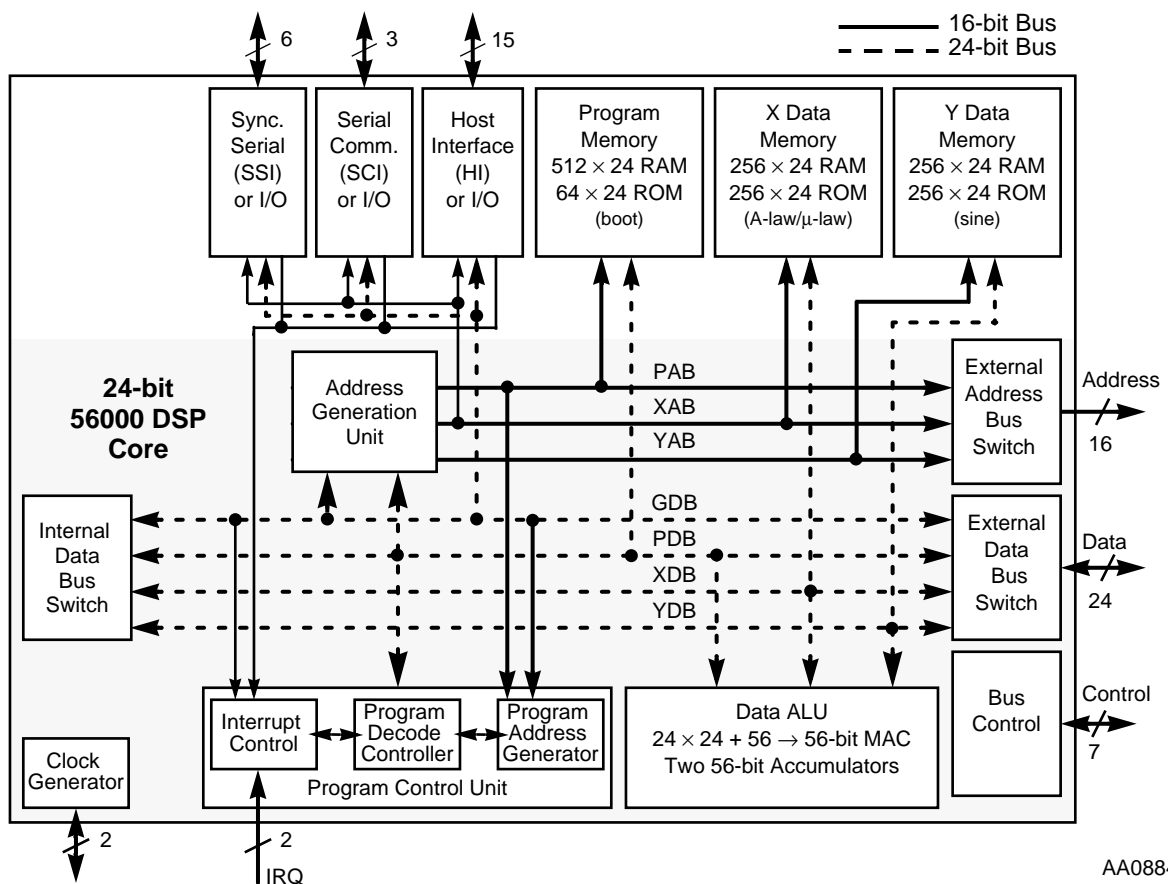 6
3
15
16-bit Bus
24-bit Bus
Sync.
Serial
(SSI)
or I/O
Serial
Comm.
(SCI)
or I/O
Host
Interface
(HI)
or I/O
Program
Memory
512 × 24 RAM
64 × 24 ROM
(boot)
X Data
Memory
256 × 24 RAM
256 × 24 ROM
(A-law/μ-law)
Y Data
Memory
256 × 24 RAM
256 × 24 ROM
(sine)
24-bit
56000 DSP
Core
Address
Generation
Unit
PAB
XAB
YAB
External
Address
Bus
Switch
Address
16
Internal
Data
Bus
Switch
GDB
PDB
XDB
YDB
External
Data
Bus
Switch
Data
24
Interrupt
Control
Program
Decode
Controller
Program
Address
Generator
Program Control Unit
Data ALU
24 × 24 + 56 → 56-bit MAC
Two 56-bit Accumulators
Bus
Control
Control
7
Clock
Generator
2
2
IRQ